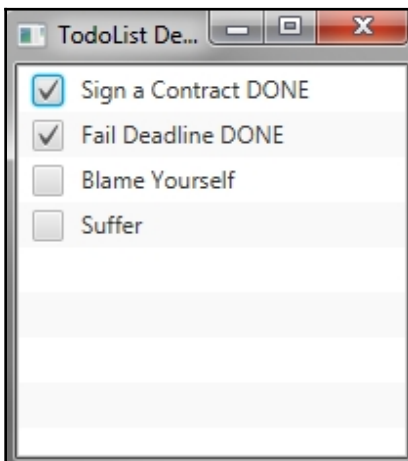 TodoList De...
Sign a Contract DONE
Fail Deadline DONE
Blame Yourself
Suffer